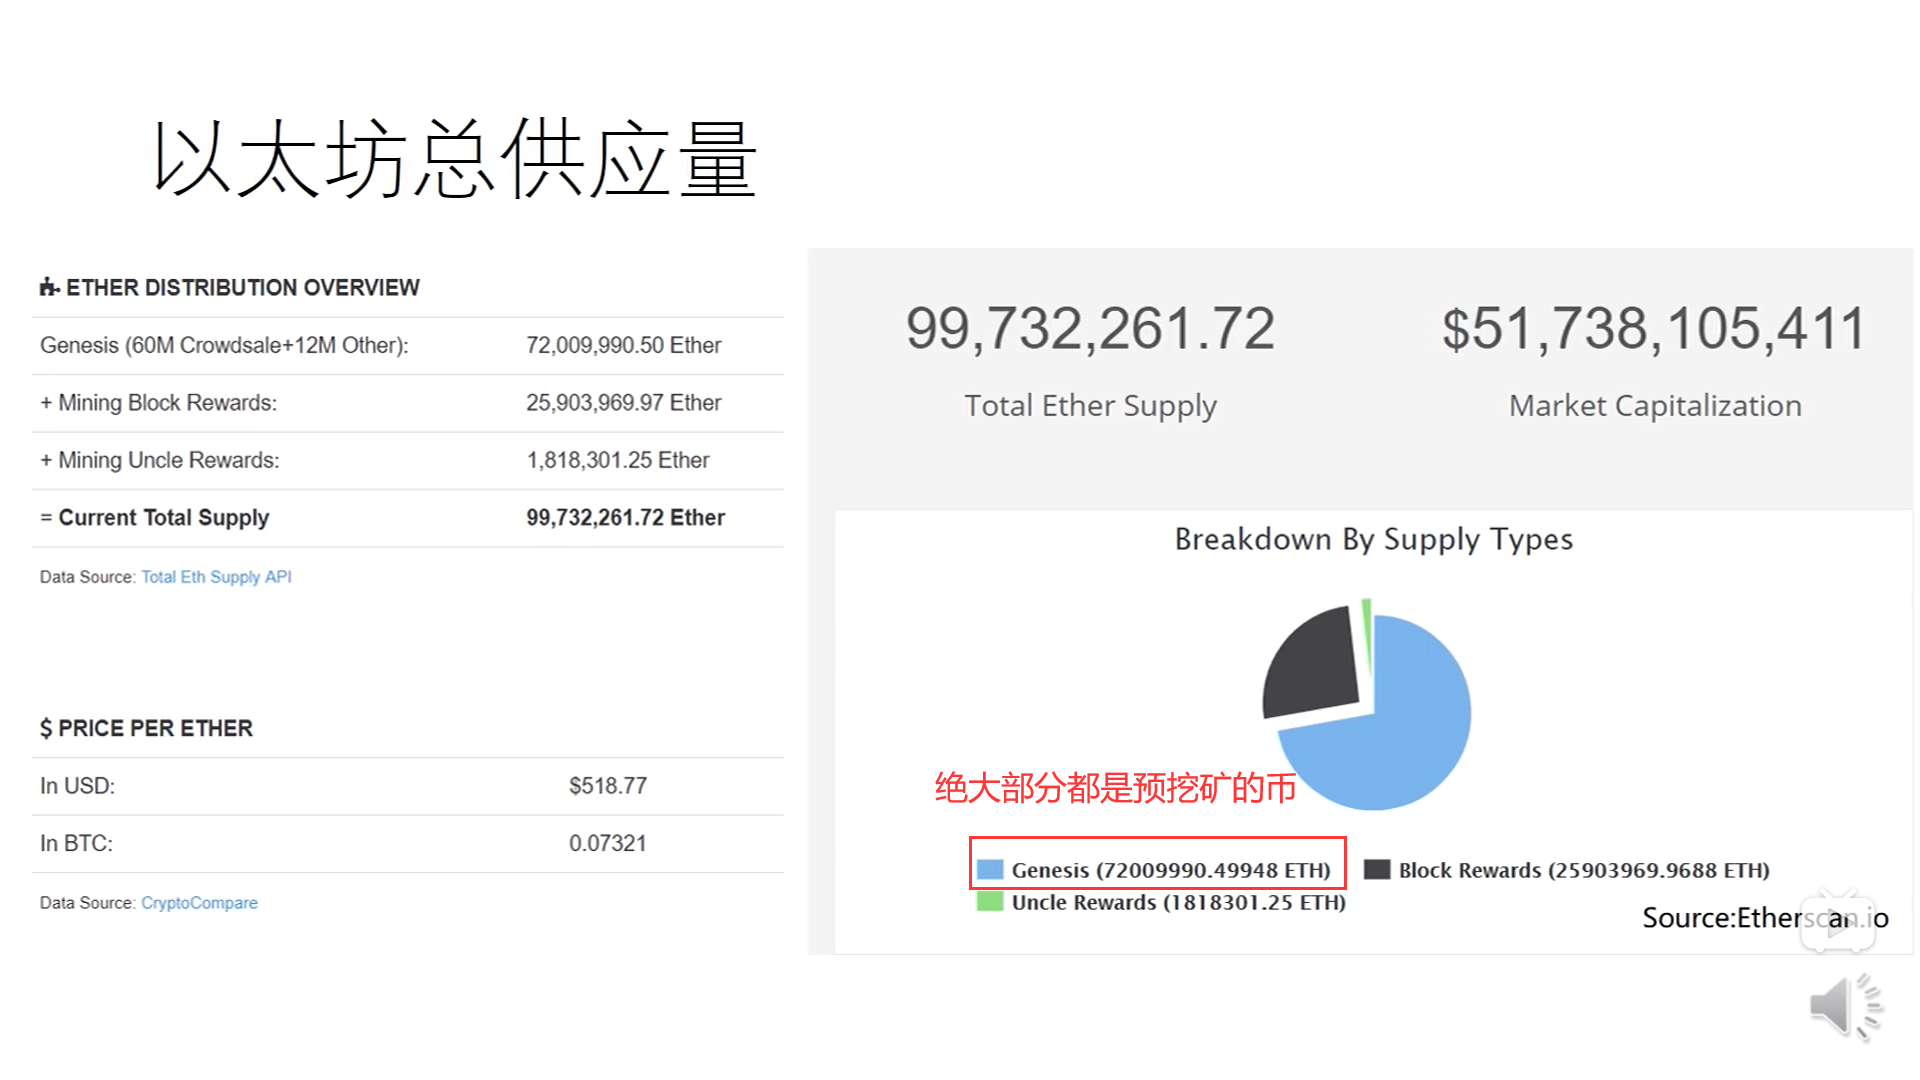 以太坊总供应量
ETHER DISTRIBUTION OVERVIEW
Genesis (60M Crowdsale+12M Other): 72,009,990.50 Ether
+ Mining Block Rewards: 25,903,969.97 Ether
+ Mining Uncle Rewards: 1,818,301.25 Ether
= Current Total Supply 99,732,261.72 Ether
Data Source: Total Eth Supply API
$ PRICE PER ETHER
In USD: $518.77
In BTC: 0.07321
Data Source: CryptoCompare
99,732,261.72 $51,738,105,411
Total Ether Supply Market Capitalization
Breakdown By Supply Types
绝大部分都是预挖矿的币
Genesis (72009990.49948 ETH) Block Rewards (25903969.9688 ETH)
Uncle Rewards (1818301.25 ETH)
Source:Etherscan.io